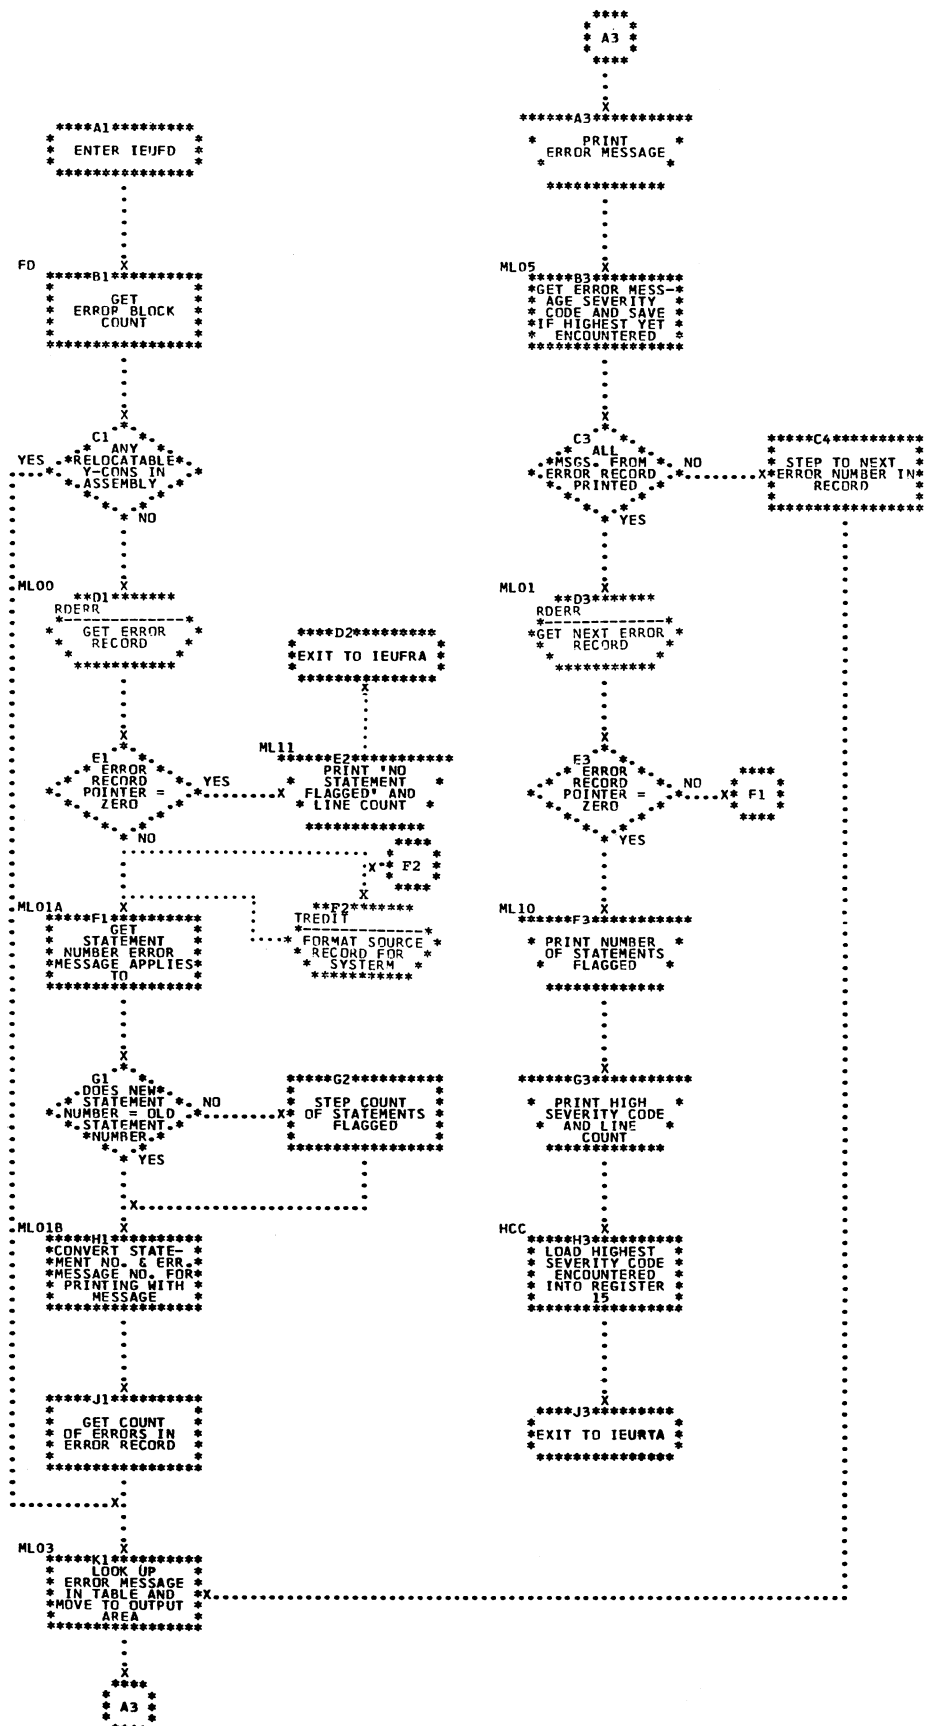 A3
A1
ENTER IEUFD
A3
PRINT
ERROR MESSAGE
FD
B1
GET
ERROP BLOCK
COUNT
ML05
B3
GET ERROR MESS-
AGE SEVERITY
CODE AND SAVE
IF HIGHEST YET
ENCOUNTERED
C1
ANY
RELOCATABLE
Y-CONS IN
ASSEMBLY
YES
NO
C3
ALL
MSGS. FROM
ERROR RECORD
PRINTED
NO
YES
C4
STEP TO NEXT
ERROR NUMBER IN
RECORD
ML00
D1
RDERR
GET ERROR
RECORD
D2
EXIT TO IEUFRA
ML01
D3
RDERR
GET NEXT ERROR
RECORD
E1
ERROR
RECORD
POINTER =
ZERO
YES
NO
ML11
E2
PRINT 'NO
STATEMENT
FLAGGED' AND
LINE COUNT
E3
ERROR
RECORD
POINTER =
ZERO
NO
YES
F1
F2
ML01A
F1
GET
STATEMENT
NUMBER ERROR
MESSAGE APPLIES
TO
F2
TREDIT
FORMAT SOURCE
RECORD FOR
SYSTERM
ML10
F3
PRINT NUMBER
OF STATEMENTS
FLAGGED
G1
DOES NEW
STATEMENT
NUMBER = OLD
STATEMENT
NUMBER.
NO
YES
G2
STEP COUNT
OF STATEMENTS
FLAGGED
G3
PRINT HIGH
SEVERITY CODE
AND LINE
COUNT
ML01B
H1
CONVERT STATE-
MENT NO. & ERR.
MESSAGE NO. FOR
PRINTING WITH
MESSAGE
HCC
H3
LOAD HIGHEST
SEVERITY CODE
ENCOUNTERED
INTO REGISTER
15
J1
GET COUNT
OF ERRORS IN
ERROR RECORD
J3
EXIT TO IEURTA
ML03
K1
LOOK UP
ERROR MESSAGE
IN TABLE AND
MOVE TO OUTPUT
AREA
A3